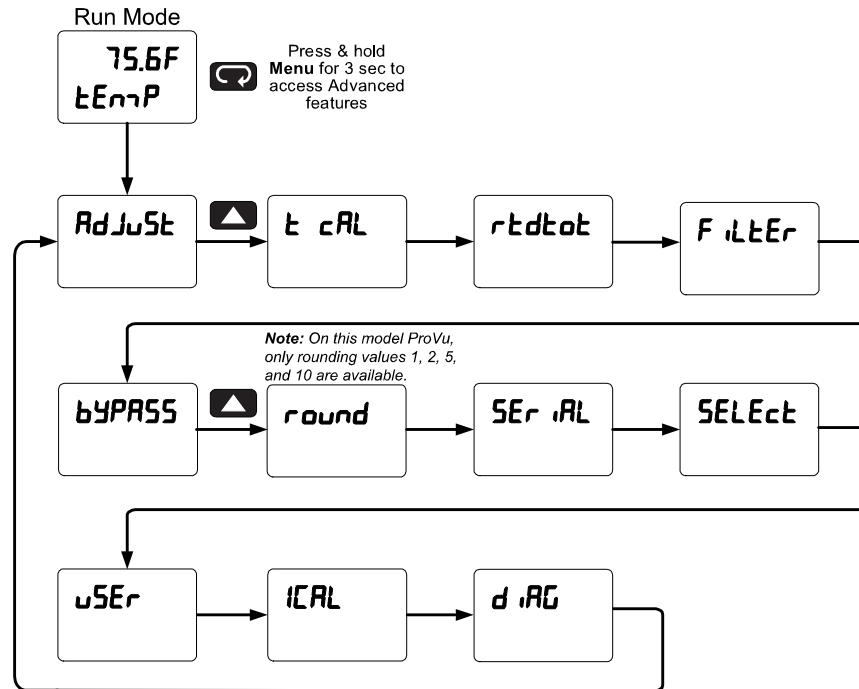 Run Mode
75.6F
tEmP
Press & hold
Menu for 3 sec to
access Advanced
features
AdJuSt
t cAL
rtdtot
FiLtEr
Note: On this model ProVu,
only rounding values 1, 2, 5,
and 10 are available.
bYPASS
round
SEriAL
SELEct
uSEr
ICAL
diAG